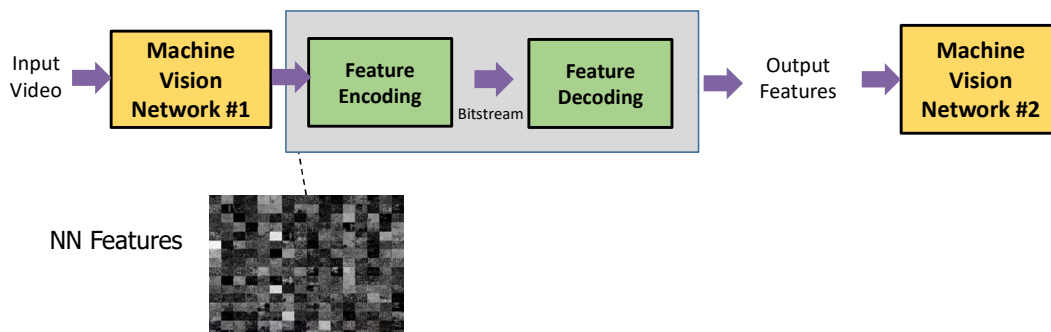 Input
Video
Machine
Vision
Network #1
Feature
Encoding
Bitstream
Feature
Decoding
Output
Features
Machine
Vision
Network #2
NN Features